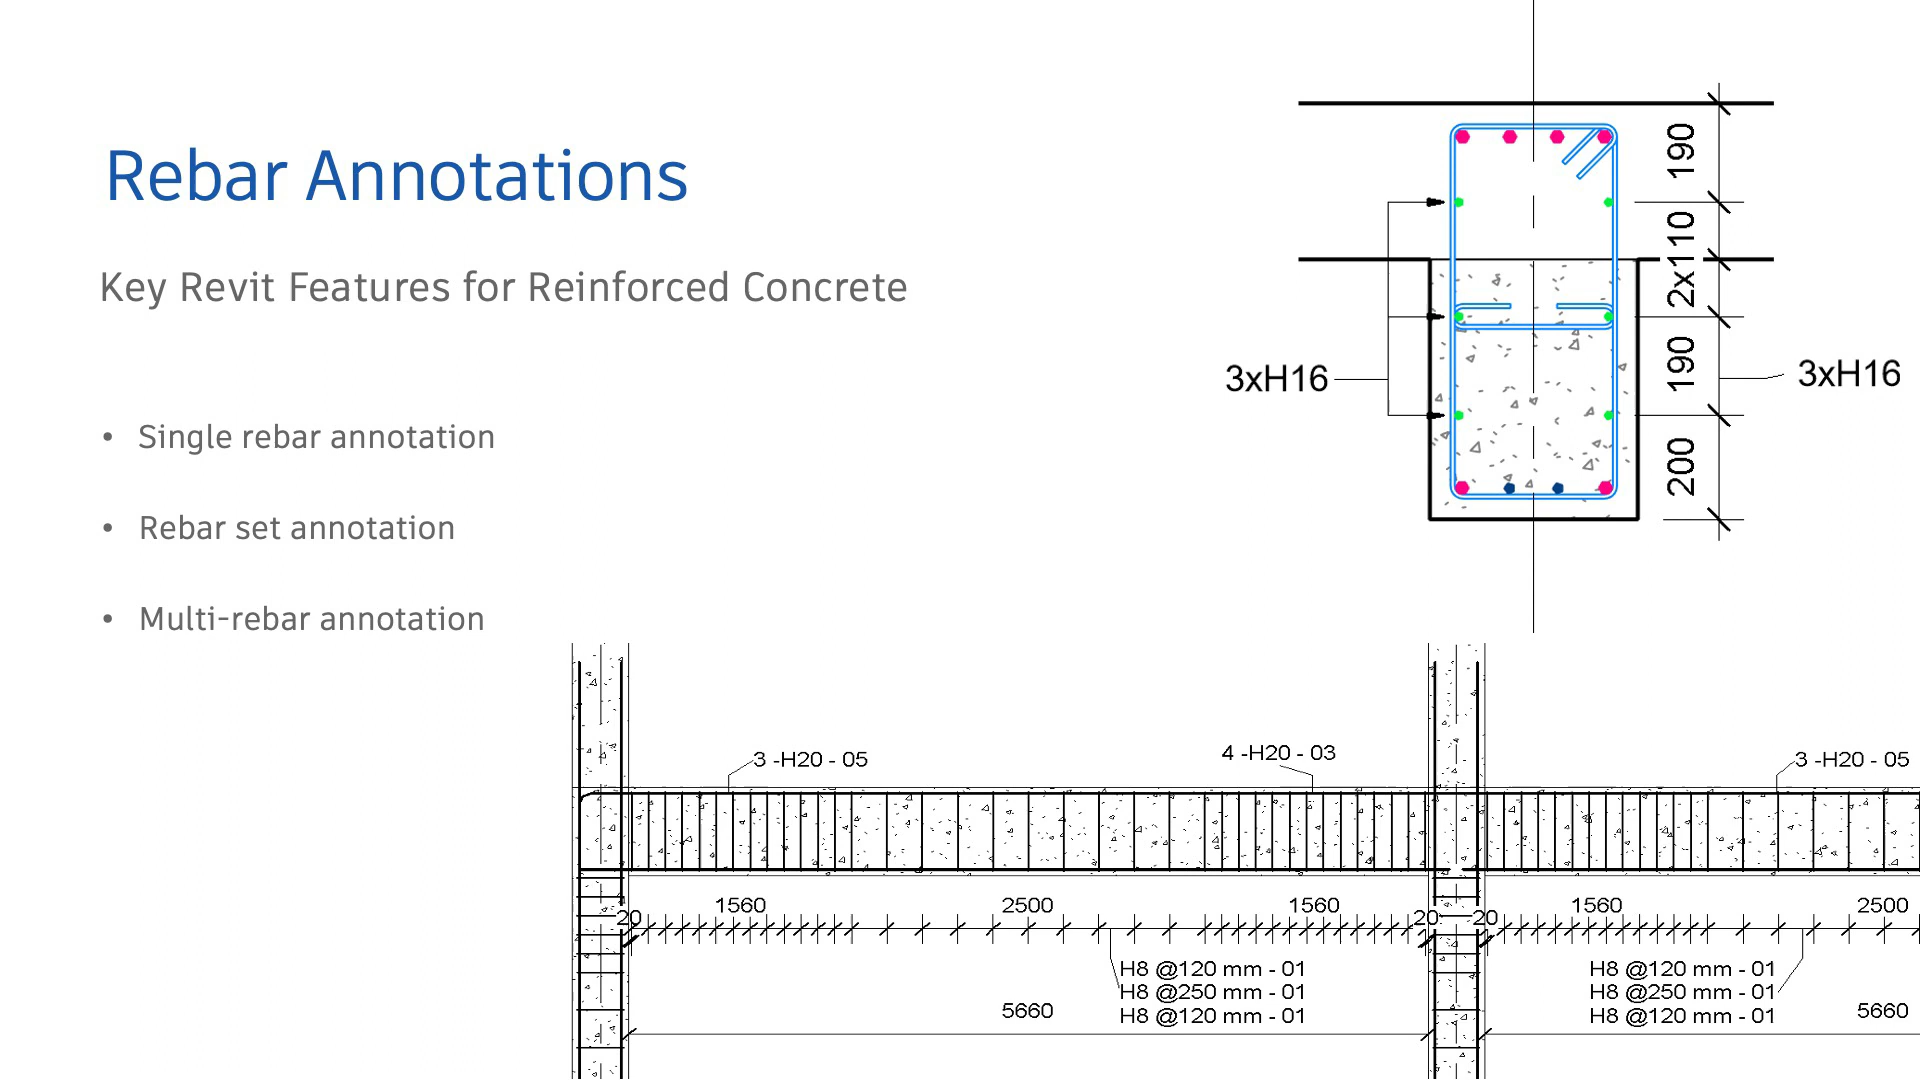 Rebar Annotations
Key Revit Features for Reinforced Concrete
• Single rebar annotation
• Rebar set annotation
• Multi-rebar annotation
190
2x110
190
200
3xH16
3xH16
3 -H20 - 05
4 -H20 - 03
3 -H20 - 05
20
1560
2500
1560
20
20
1560
2500
H8 @120 mm - 01
H8 @250 mm - 01
H8 @120 mm - 01
H8 @120 mm - 01
H8 @250 mm - 01
H8 @120 mm - 01
5660
5660